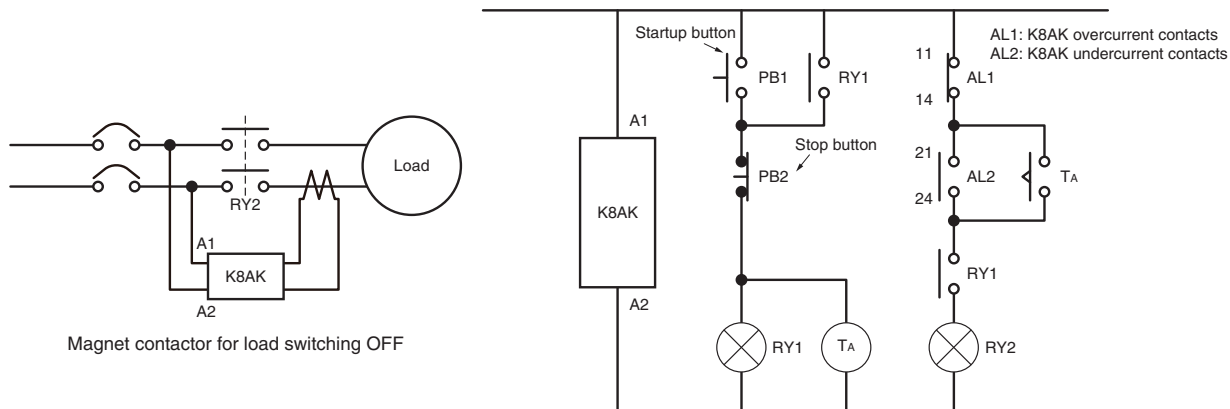 Startup button
AL1: K8AK overcurrent contacts
AL2: K8AK undercurrent contacts
PB1
RY1
11
AL1
14
Load
RY2
A1
K8AK
A2
Magnet contactor for load switching OFF
A1
K8AK
A2
Stop button
PB2
21
AL2
24
TA
RY1
RY1
TA
RY2